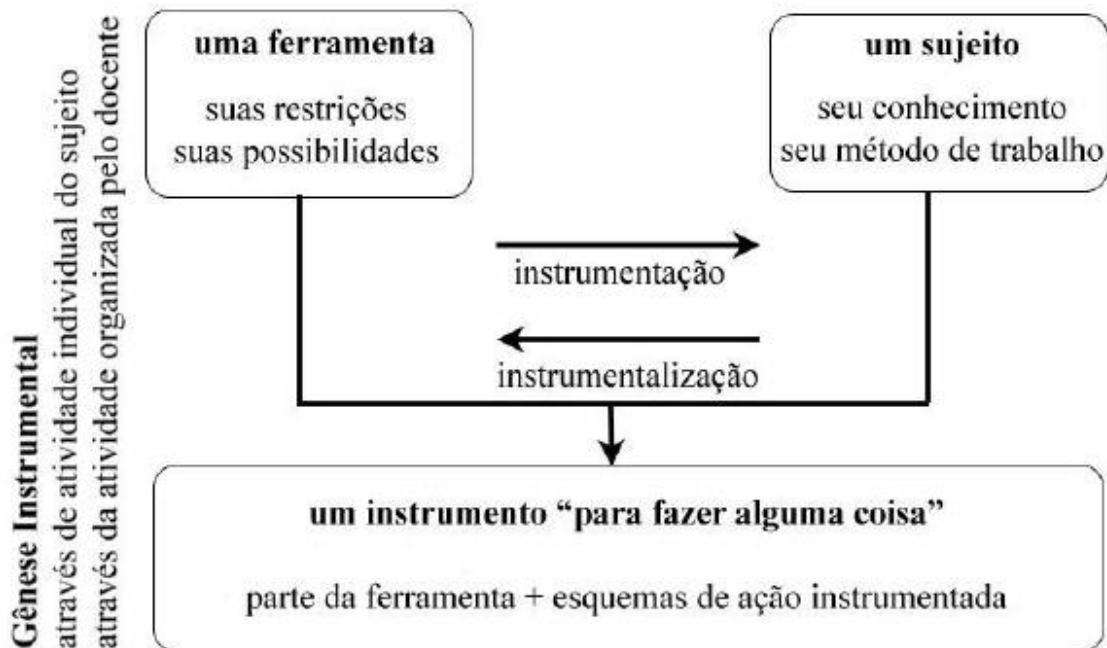 Gênese Instrumental
através de atividade individual do sujeito
através da atividade organizada pelo docente
uma ferramenta
suas restrições
suas possibilidades
um sujeito
seu conhecimento
seu método de trabalho
instrumentação
instrumentalização
um instrumento “para fazer alguma coisa”
parte da ferramenta + esquemas de ação instrumentada